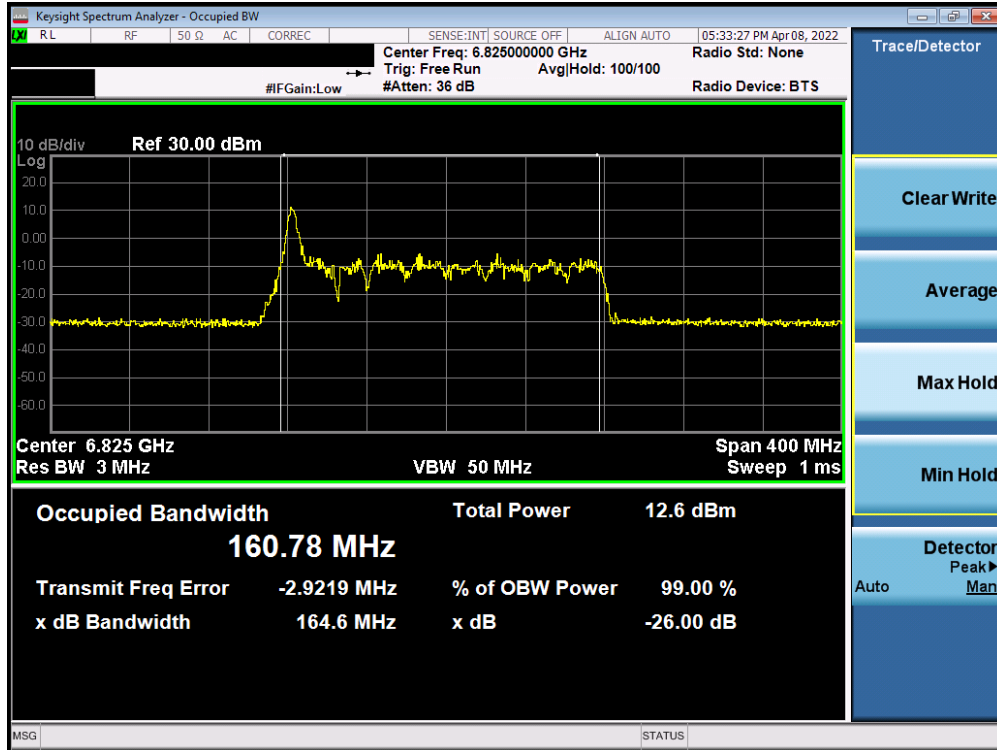 Keysight Spectrum Analyzer - Occupied BW
LXI RL RF 50 Ω AC CORREC SENSE:INT SOURCE OFF ALIGN AUTO 05:33:27 PM Apr 08, 2022
Center Freq: 6.825000000 GHz Radio Std: None
Trig: Free Run Avg|Hold: 100/100
#IFGain:Low #Atten: 36 dB Radio Device: BTS
Trace/Detector
10 dB/div Ref 30.00 dBm
Log
20.0
10.0
0.00
-10.0
-20.0
-30.0
-40.0
-50.0
-60.0
Center 6.825 GHz Span 400 MHz
Res BW 3 MHz VBW 50 MHz Sweep 1 ms
Occupied Bandwidth Total Power 12.6 dBm
160.78 MHz
Transmit Freq Error -2.9219 MHz % of OBW Power 99.00 %
x dB Bandwidth 164.6 MHz x dB -26.00 dB
Clear Write
Average
Max Hold
Min Hold
Detector
Peak▶
Auto Man
MSG STATUS